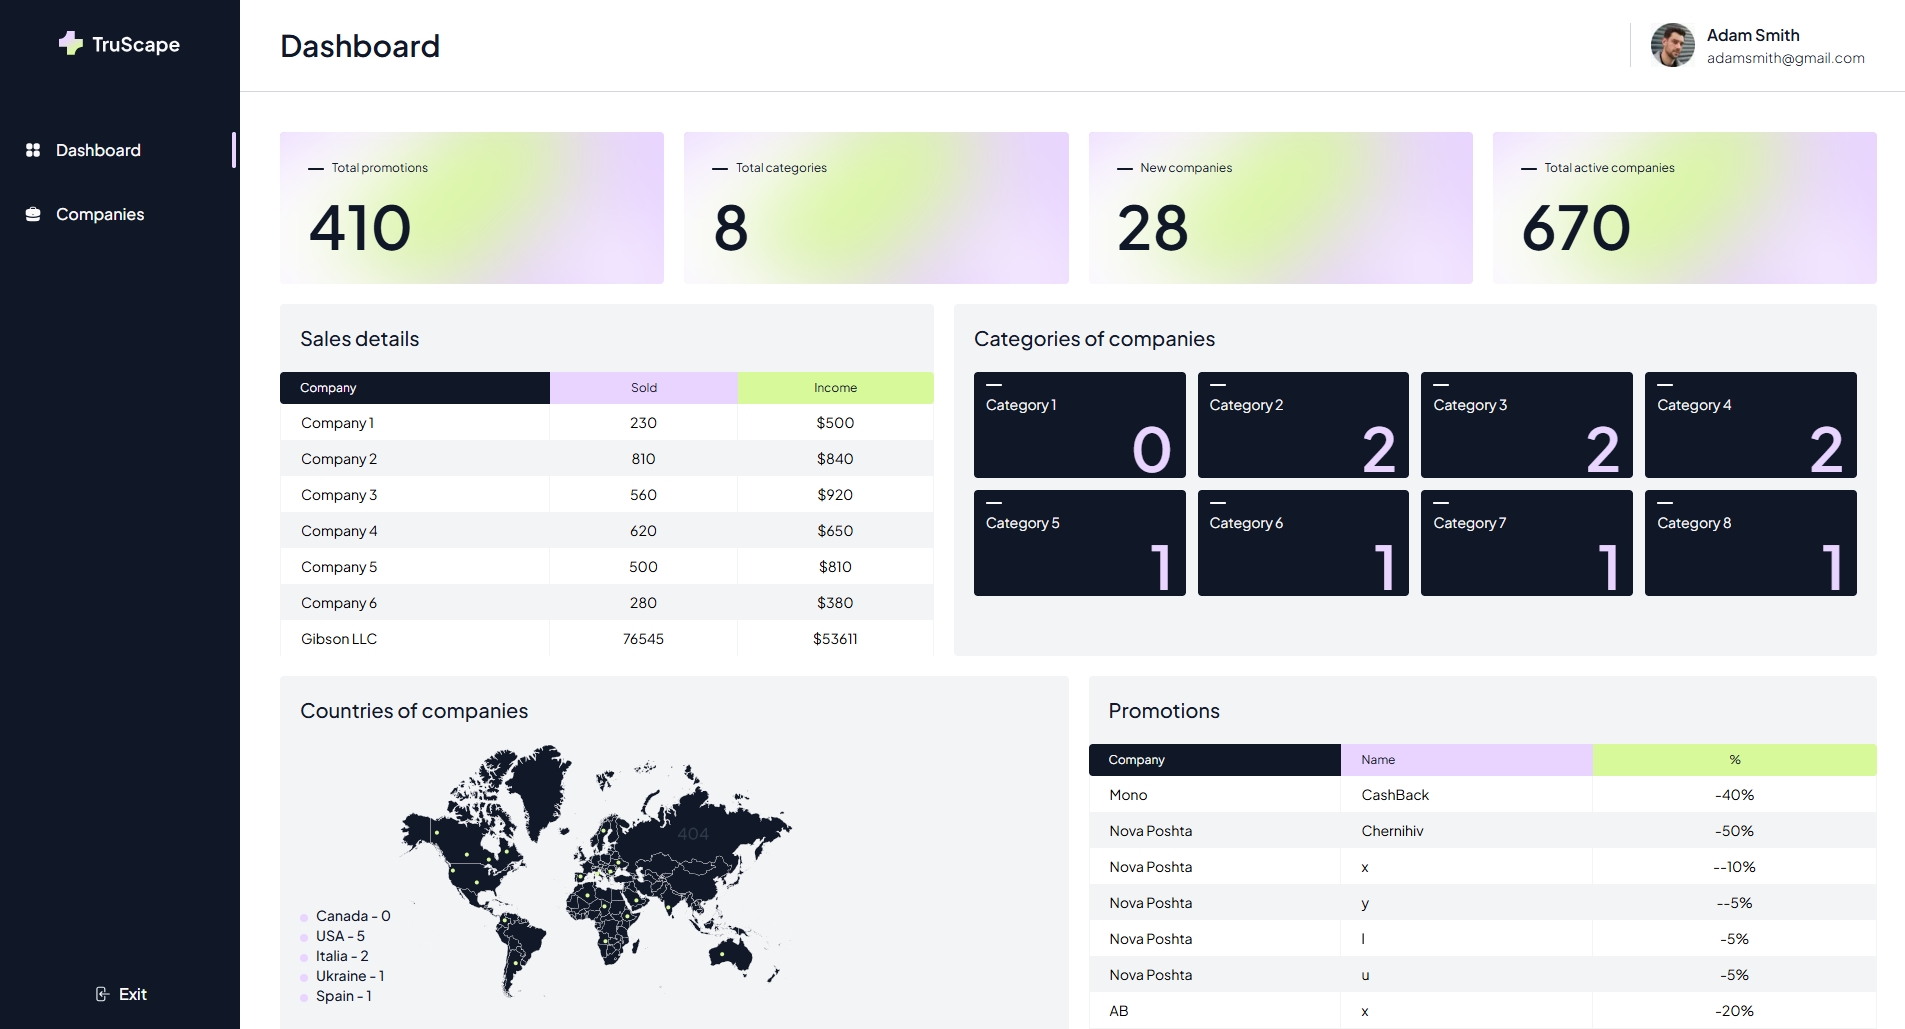 TruScape
Dashboard
Companies
Exit
Dashboard
Adam Smith
adamsmith@gmail.com
Total promotions
410
Total categories
8
New companies
28
Total active companies
670
Sales details
Company Sold Income
Company 1 230 $500
Company 2 810 $840
Company 3 560 $920
Company 4 620 $650
Company 5 500 $810
Company 6 280 $380
Gibson LLC 76545 $53611
Categories of companies
Category 1
0
Category 2
2
Category 3
2
Category 4
2
Category 5
1
Category 6
1
Category 7
1
Category 8
1
Countries of companies
404
Canada - 0
USA - 5
Italia - 2
Ukraine - 1
Spain - 1
Promotions
Company Name %
Mono CashBack -40%
Nova Poshta Chernihiv -50%
Nova Poshta x --10%
Nova Poshta y --5%
Nova Poshta l -5%
Nova Poshta u -5%
AB x -20%